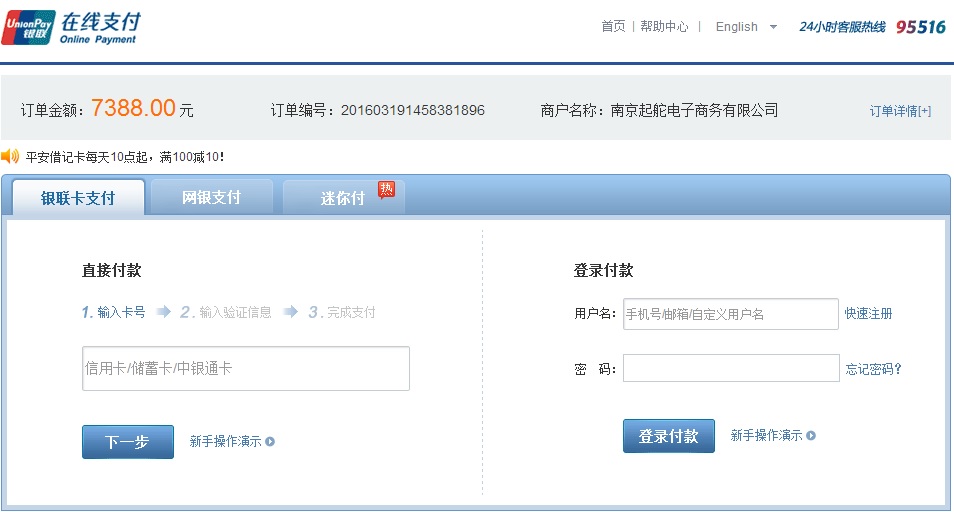 UnionPay 银联 在线支付 Online Payment
首页 | 帮助中心 | English 24小时客服热线 95516
订单金额：7388.00元 订单编号：201603191458381896 商户名称：南京起舵电子商务有限公司 订单详情[+]
平安借记卡每天10点起，满100减10！
银联卡支付 网银支付 迷你付 热
直接付款
1. 输入卡号 2. 输入验证信息 3. 完成支付
信用卡/储蓄卡/中银通卡
下一步 新手操作演示
登录付款
用户名： 手机号/邮箱/自定义用户名 快速注册
密 码： 忘记密码？
登录付款 新手操作演示